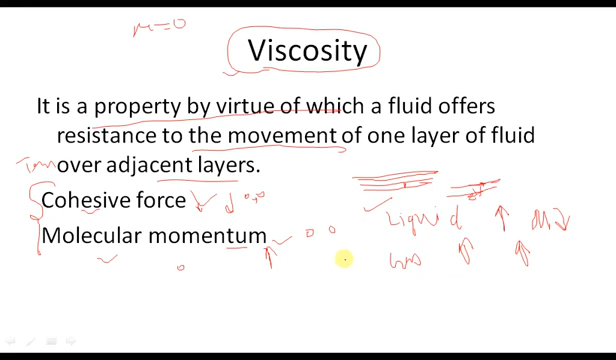 μ=0
Viscosity
It is a property by virtue of which a fluid offers
resistance to the movement of one layer of fluid
over adjacent layers.
Cohesive force
Molecular momentum
Liquid ↑ μ↓
Gas ↑ ↑